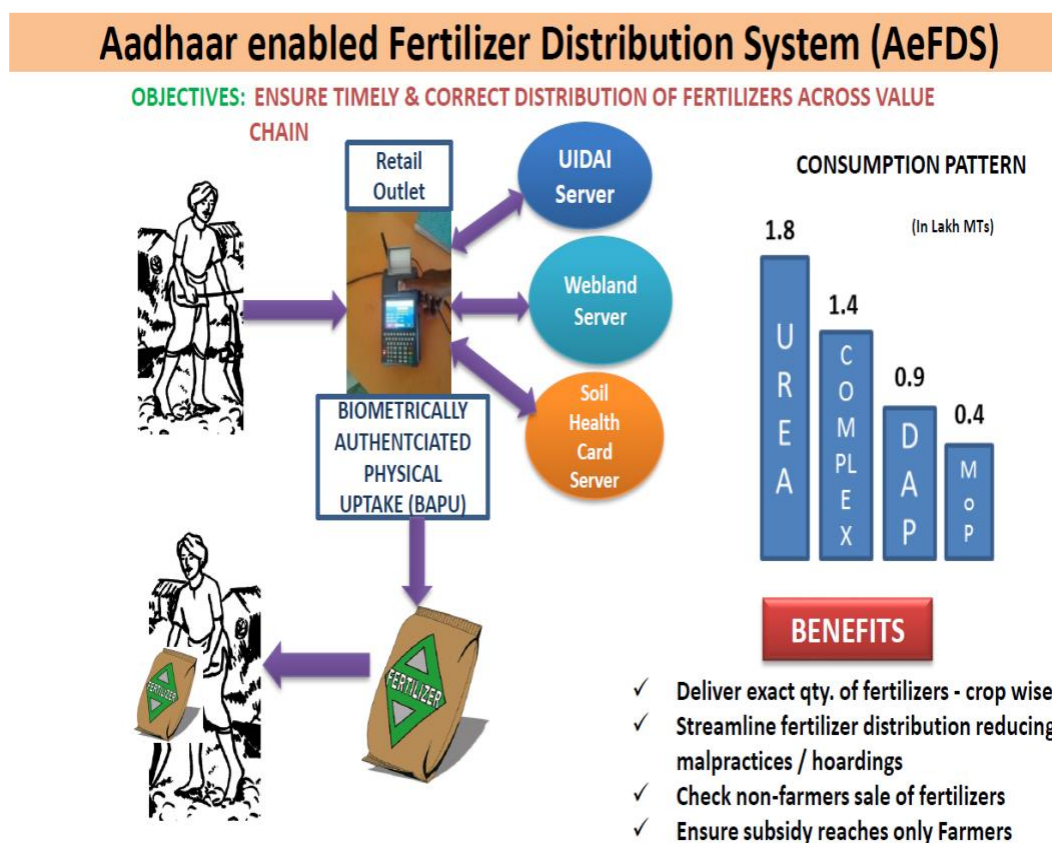 Aadhaar enabled Fertilizer Distribution System (AeFDS)
OBJECTIVES: ENSURE TIMELY & CORRECT DISTRIBUTION OF FERTILIZERS ACROSS VALUE
CHAIN
Retail
Outlet
UIDAI
Server
Webland
Server
Soil
Health
Card
Server
BIOMETRICALLY
AUTHENTCIATED
PHYSICAL
UPTAKE (BAPU)
FERTILIZER
FERTILIZER
CONSUMPTION PATTERN
(In Lakh MTs)
1.8
1.4
0.9
0.4
UREA
COMPLEX
DAP
MoP
BENEFITS
✓ Deliver exact qty. of fertilizers - crop wise
✓ Streamline fertilizer distribution reducing
malpractices / hoardings
✓ Check non-farmers sale of fertilizers
✓ Ensure subsidy reaches only Farmers